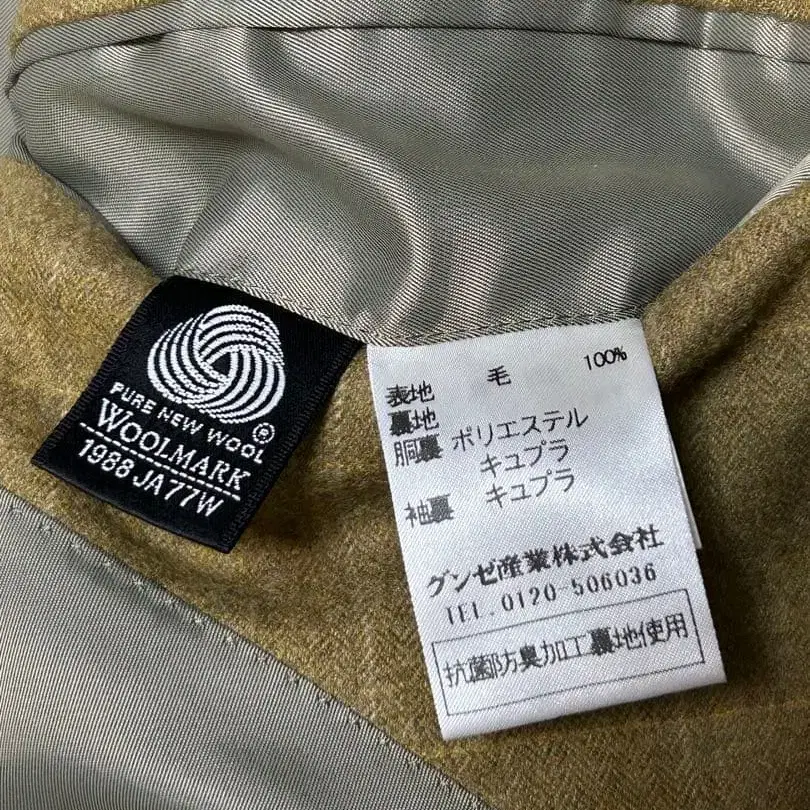 PURE NEW WOOL
®
WOOLMARK
1988 JA77W
表地 毛 100%
裏地
胴裏 ポリエステル
キュプラ
袖裏 キュプラ
グンゼ産業株式会社
TEL.0120-506036
抗菌防臭加工裏地使用